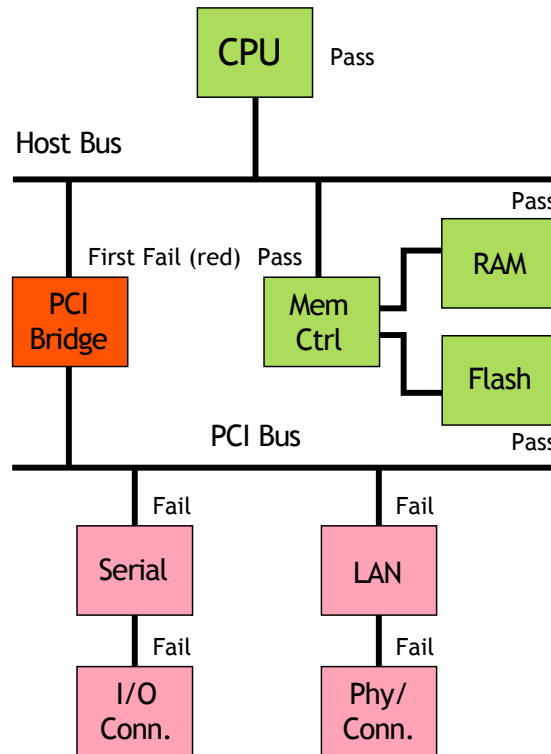 CPU
Pass
Host Bus
Pass
First Fail (red)
Pass
PCI
Bridge
Mem
Ctrl
RAM
Flash
PCI Bus
Pass
Fail
Fail
Serial
LAN
Fail
Fail
I/O
Conn.
Phy/
Conn.